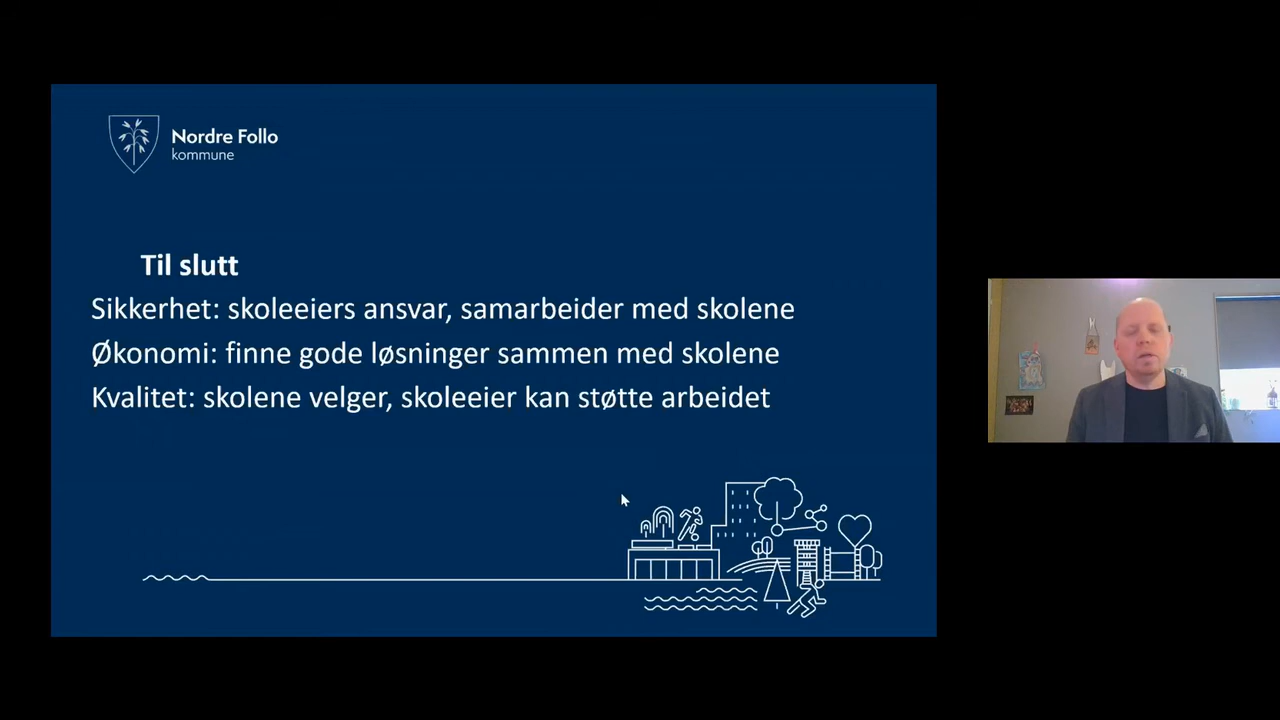 Nordre Follo
kommune
Til slutt
Sikkerhet: skoleeiers ansvar, samarbeider med skolene
Økonomi: finne gode løsninger sammen med skolene
Kvalitet: skolene velger, skoleeier kan støtte arbeidet